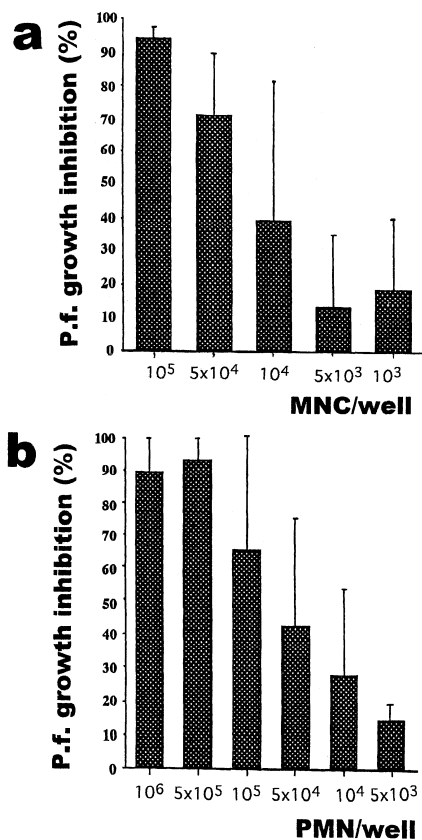 a
P.f. growth inhibition (%)
100
90
80
70
60
50
40
30
20
10
0
10⁵ 5x10⁴ 10⁴ 5x10³ 10³
MNC/well
b
P.f. growth inhibition (%)
100
90
80
70
60
50
40
30
20
10
0
10⁶ 5x10⁵ 10⁵ 5x10⁴ 10⁴ 5x10³
PMN/well